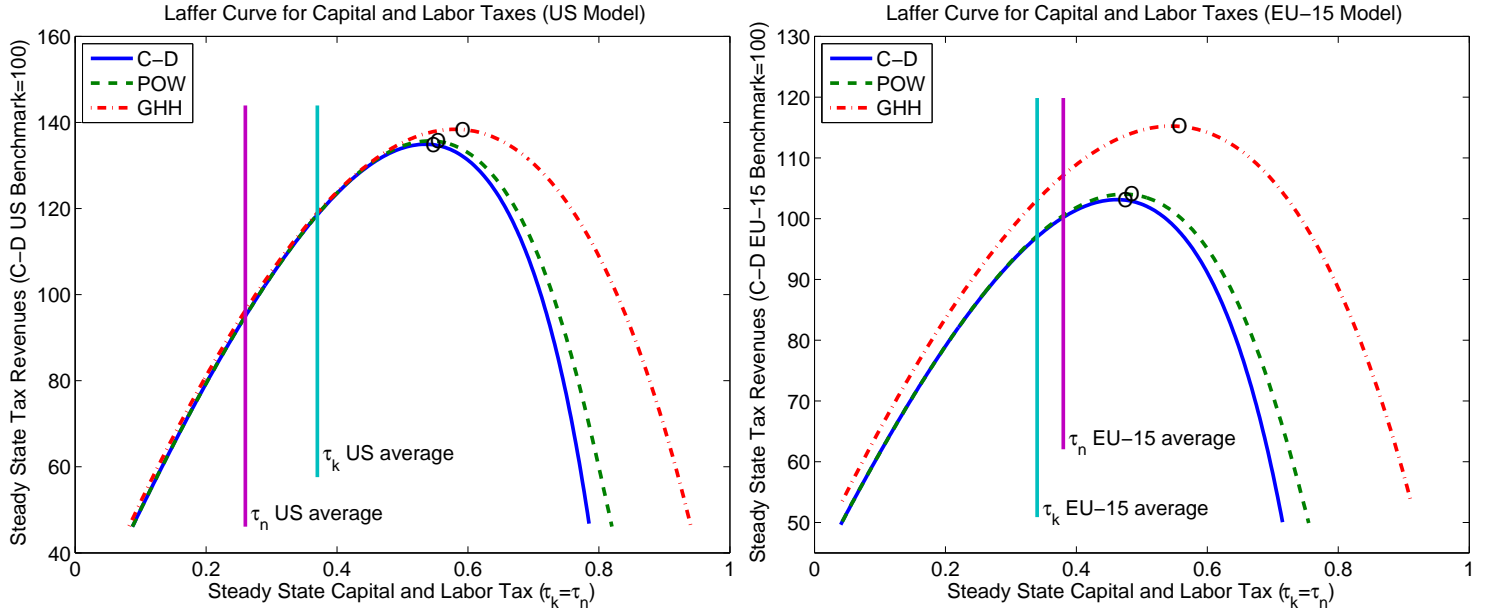 Laffer Curve for Capital and Labor Taxes (US Model)
Steady State Tax Revenues (C−D US Benchmark=100)
160
140
120
100
80
60
40
C−D
POW
GHH
τk US average
τn US average
0
0.2
0.4
0.6
0.8
1
Steady State Capital and Labor Tax (τk=τn)
Laffer Curve for Capital and Labor Taxes (EU−15 Model)
Steady State Tax Revenues (C−D EU−15 Benchmark=100)
130
120
110
100
90
80
70
60
50
C−D
POW
GHH
τn EU−15 average
τk EU−15 average
0
0.2
0.4
0.6
0.8
1
Steady State Capital and Labor Tax (τk=τn)